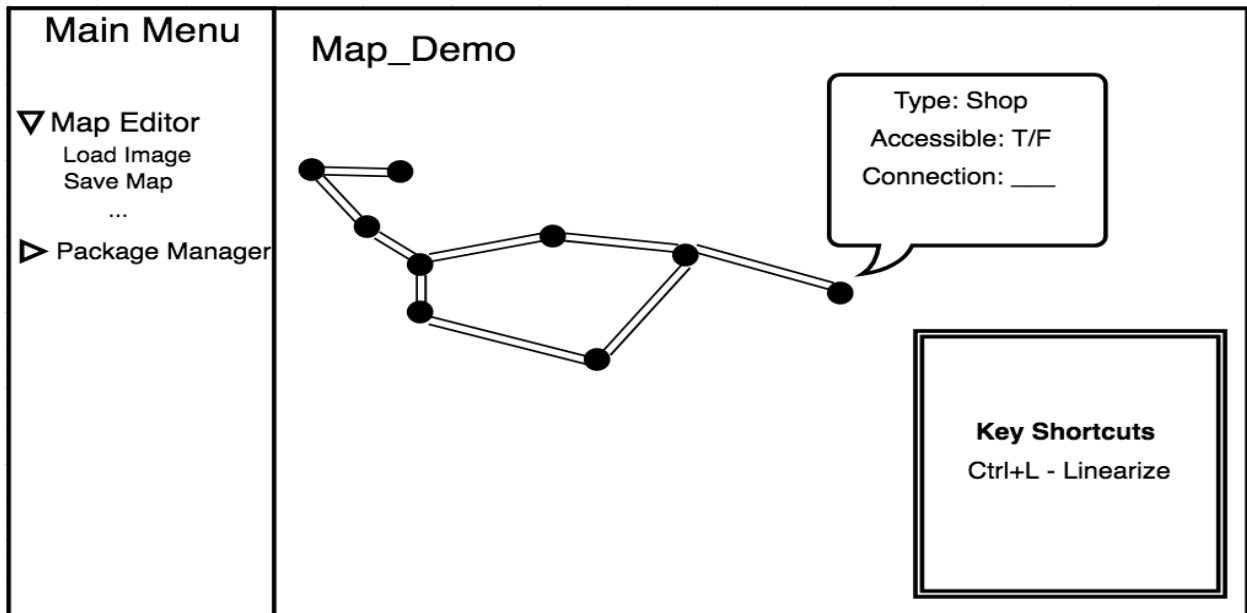 Main Menu
Map Editor
Load Image
Save Map
...
Package Manager
Map_Demo
Type: Shop
Accessible: T/F
Connection: ___
Key Shortcuts
Ctrl+L - Linearize